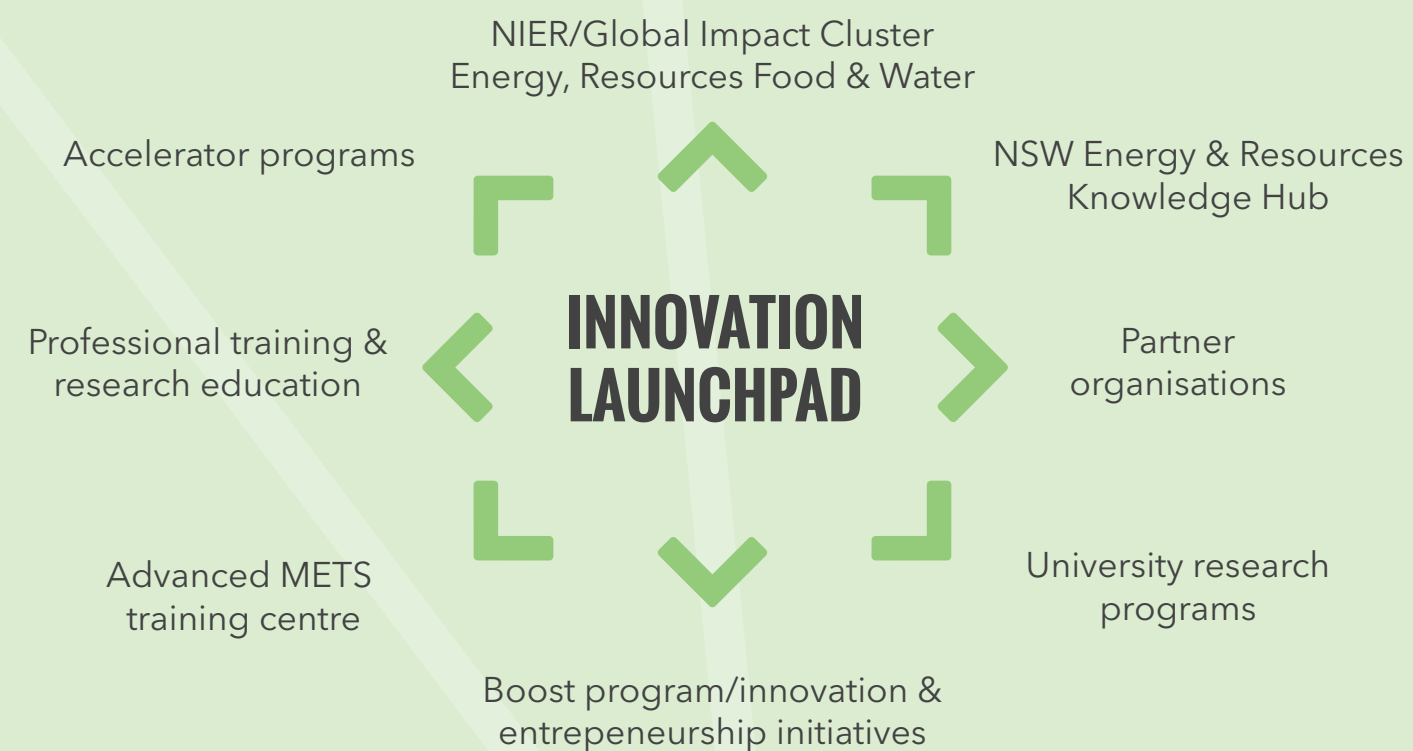 NIER/Global Impact Cluster
Energy, Resources Food & Water
Accelerator programs
NSW Energy & Resources
Knowledge Hub
INNOVATION
LAUNCHPAD
Professional training &
research education
Partner
organisations
Advanced METS
training centre
University research
programs
Boost program/innovation &
entrepeneurship initiatives